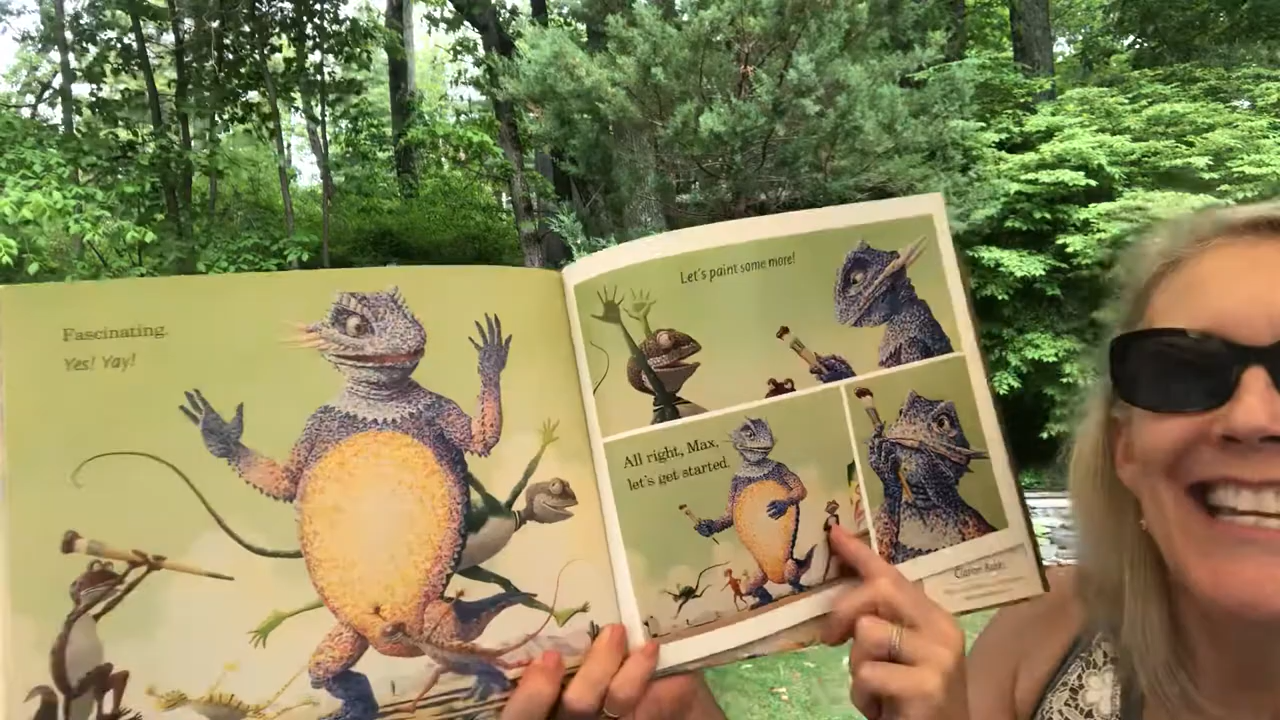 Fascinating.
Yes! Yay!
Let's paint some more!
All right, Max,
let's get started.
Clarion Books